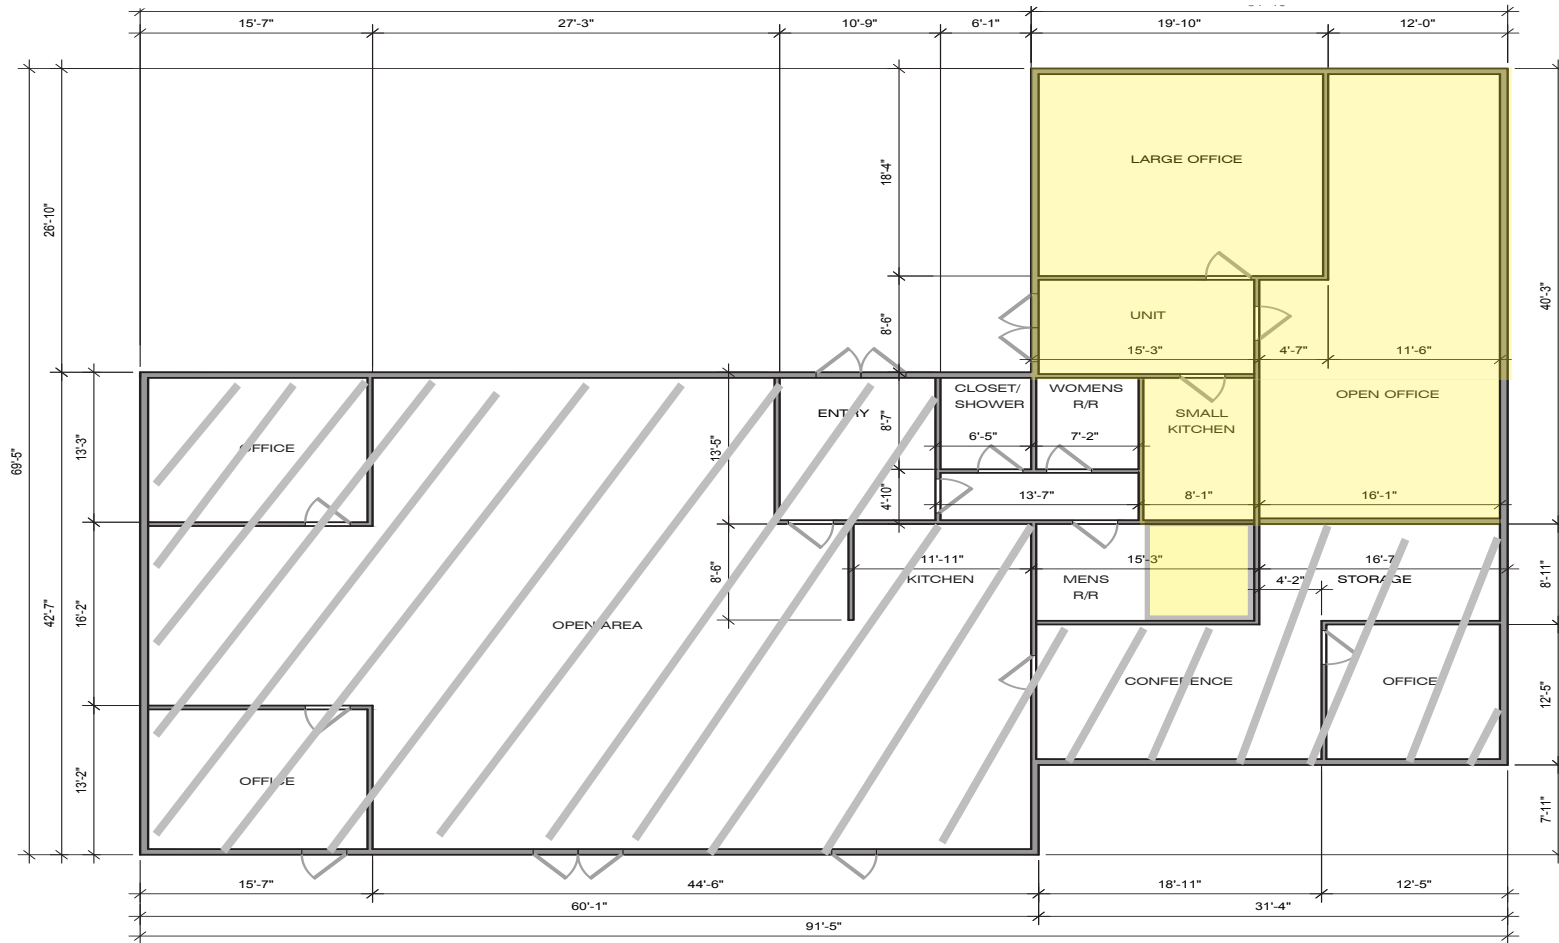 15'-7"
27'-3"
10'-9"
6'-1"
19'-10"
12'-0"
LARGE OFFICE
18'-4"
26'-10"
40'-3"
UNIT
8'-6"
15'-3"
4'-7"
11'-6"
CLOSET/
SHOWER
WOMENS
R/R
OPEN OFFICE
ENTRY
SMALL
KITCHEN
8'-7"
6'-5"
7'-2"
OFFICE
13'-3"
13'-5"
69'-5"
4'-10"
13'-7"
8'-1"
16'-1"
11'-11"
15'-3"
16'-7"
KITCHEN
MENS
R/R
4'-2"
STORAGE
8'-6"
8'-11"
42'-7"
16'-2"
OPEN AREA
CONFERENCE
OFFICE
12'-5"
OFFICE
13'-2"
7'-11"
15'-7"
44'-6"
18'-11"
12'-5"
60'-1"
31'-4"
91'-5"